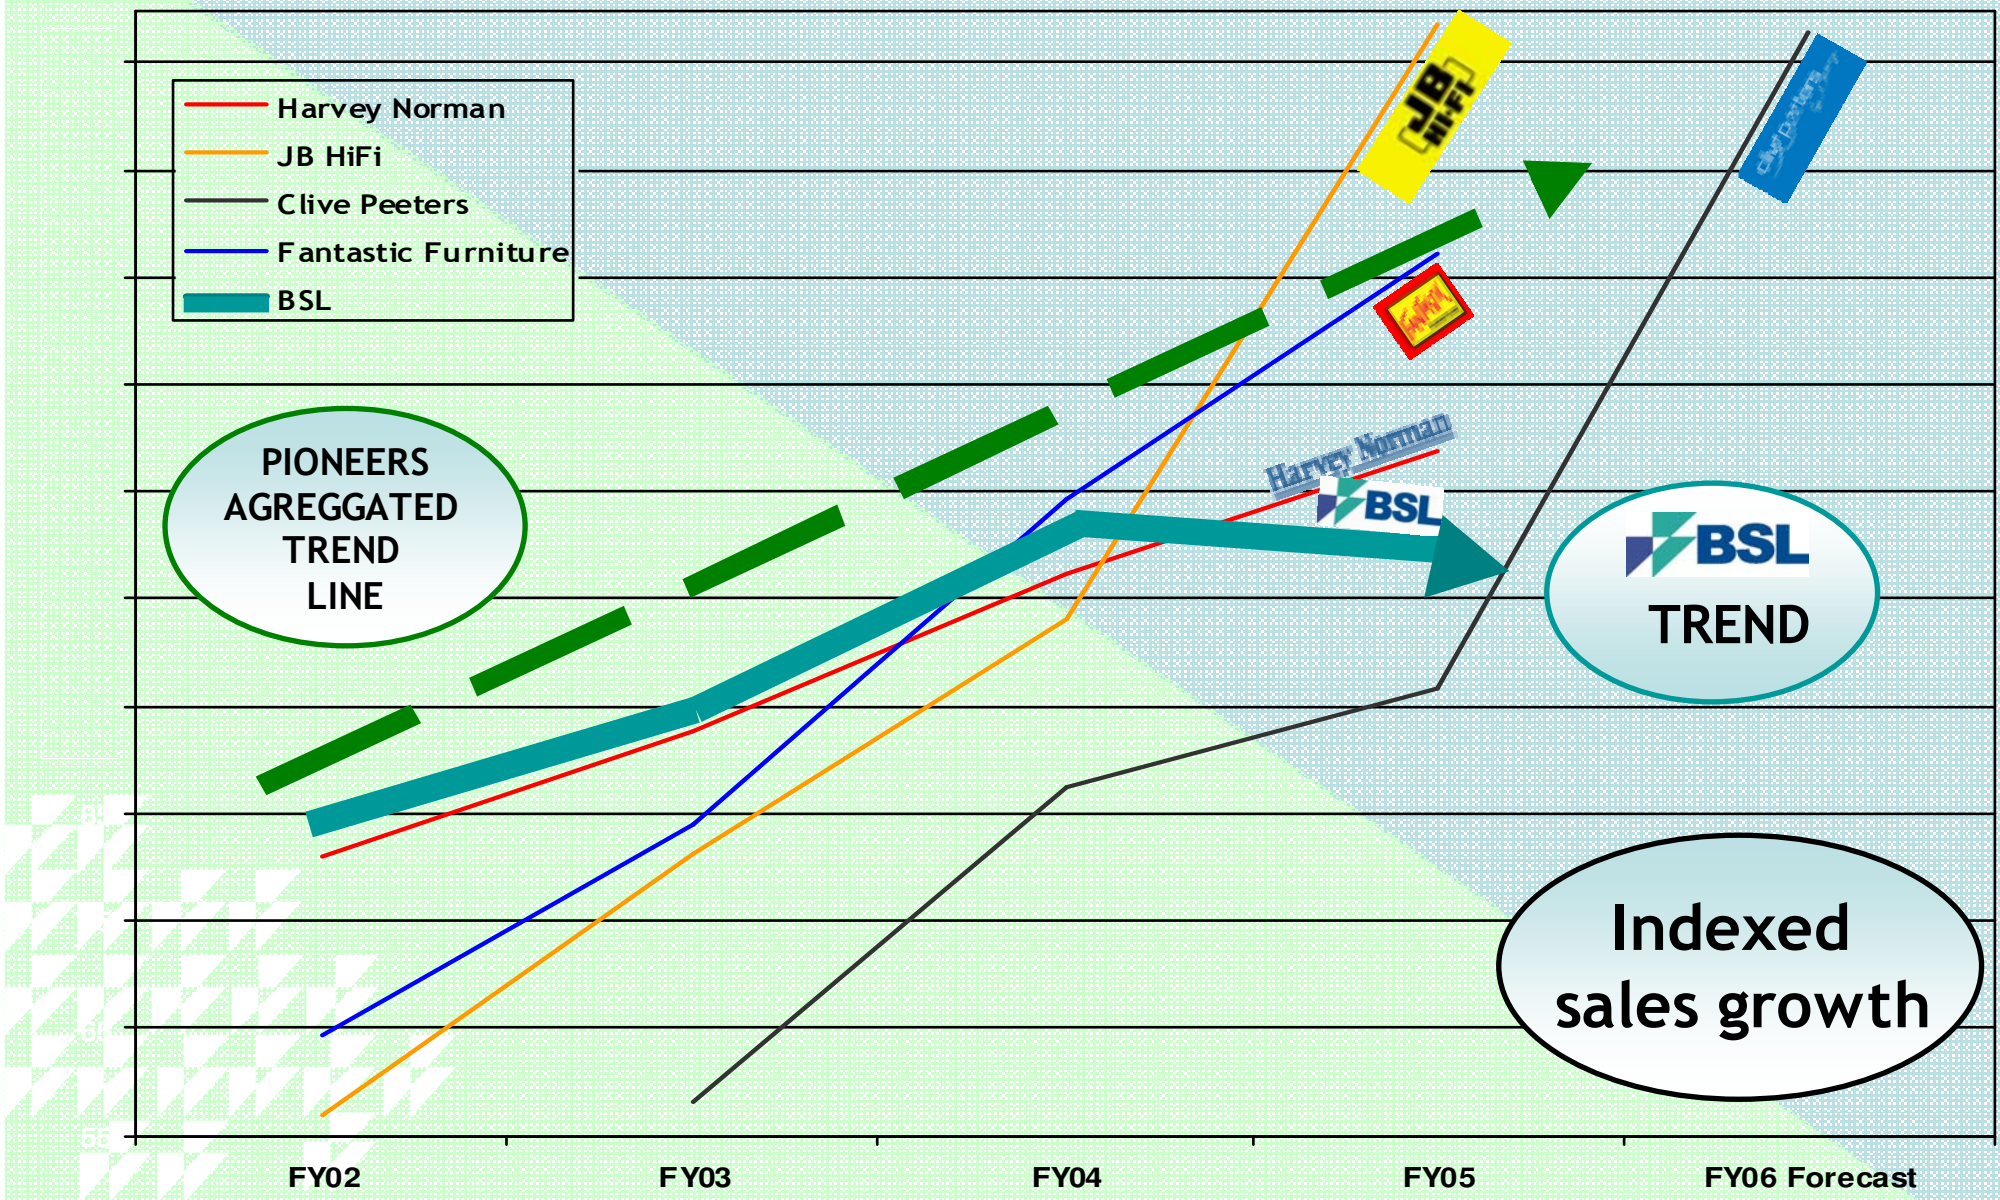 Harvey Norman
JB HiFi
Clive Peeters
Fantastic Furniture
BSL
JB
HI-FI
Harvey Norman
BSL
PIONEERS
AGREGGATED
TREND
LINE
BSL
TREND
Indexed
sales growth
FY02
FY03
FY04
FY05
FY06 Forecast